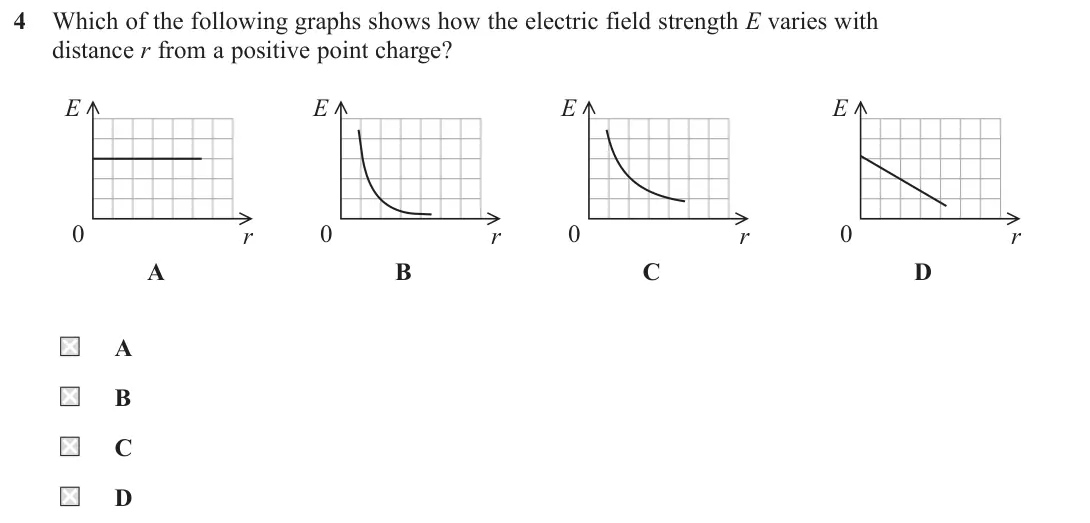 4 Which of the following graphs shows how the electric field strength E varies with
distance r from a positive point charge?
E E E E
0 r 0 r 0 r 0 r
A B C D
A
B
C
D